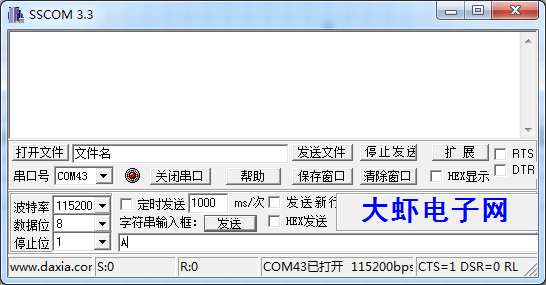 SSCOM 3.3
打开文件 文件名 发送文件 停止发送 扩 展 RTS
串口号 COM43 关闭串口 帮助 保存窗口 清除窗口 HEX显示 DTR
波特率 115200 定时发送 1000 ms/次 发送新行 大虾电子网
数据位 8 字符串输入框: 发送 HEX发送
停止位 1 A
www.daxia.com S:0 R:0 COM43已打开 115200bps CTS=1 DSR=0 RL